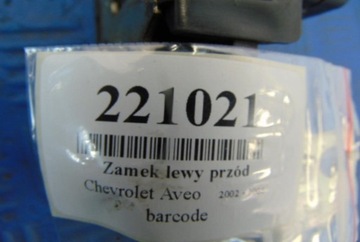 221021
Zamek lewy przód
Chevrolet Aveo 2002
barcode